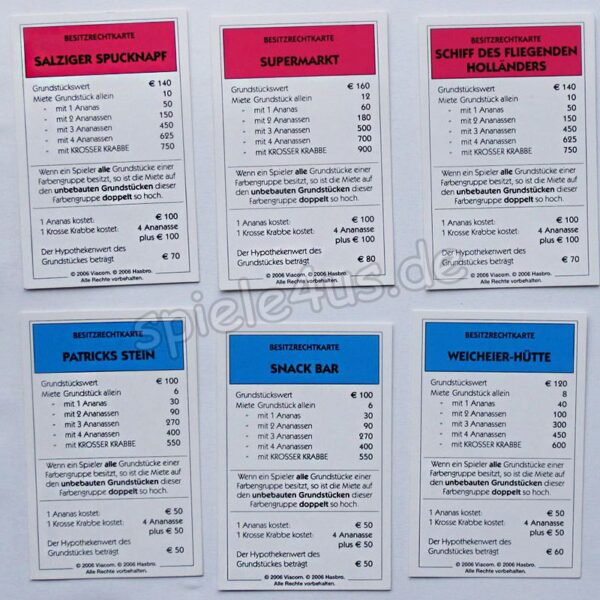 BESITZRECHTKARTE
SALZIGER SPUCKNAPF
Grundstückswert € 140
Miete Grundstück allein 10
- mit 1 Ananas 50
- mit 2 Ananassen 150
- mit 3 Ananassen 450
- mit 4 Ananassen 625
- mit KROSSER KRABBE 750
Wenn ein Spieler alle Grundstücke einer
Farbengruppe besitzt, so ist die Miete auf
den unbebauten Grundstücken dieser
Farbengruppe doppelt so hoch.
1 Ananas kostet: € 100
1 Krosse Krabbe kostet: 4 Ananasse
plus € 100
Der Hypothekenwert des
Grundstückes beträgt € 70
© 2006 Viacom. © 2006 Hasbro.
Alle Rechte vorbehalten.
BESITZRECHTKARTE
SUPERMARKT
Grundstückswert € 160
Miete Grundstück allein 12
- mit 1 Ananas 60
- mit 2 Ananassen 180
- mit 3 Ananassen 500
- mit 4 Ananassen 700
- mit KROSSER KRABBE 900
Wenn ein Spieler alle Grundstücke einer
Farbengruppe besitzt, so ist die Miete auf
den unbebauten Grundstücken dieser
Farbengruppe doppelt so hoch.
1 Ananas kostet: € 100
1 Krosse Krabbe kostet: 4 Ananasse
plus € 100
Der Hypothekenwert des
Grundstückes beträgt € 80
© 2006 Viacom. © 2006 Hasbro.
Alle Rechte vorbehalten.
BESITZRECHTKARTE
SCHIFF DES FLIEGENDEN
HOLLÄNDERS
Grundstückswert € 140
Miete Grundstück allein 10
- mit 1 Ananas 50
- mit 2 Ananassen 150
- mit 3 Ananassen 450
- mit 4 Ananassen 625
- mit KROSSER KRABBE 750
Wenn ein Spieler alle Grundstücke einer
Farbengruppe besitzt, so ist die Miete auf
den unbebauten Grundstücken dieser
Farbengruppe doppelt so hoch.
1 Ananas kostet: € 100
1 Krosse Krabbe kostet: 4 Ananasse
plus € 100
Der Hypothekenwert des
Grundstückes beträgt € 70
© 2006 Viacom. © 2006 Hasbro.
Alle Rechte vorbehalten.
spiele4us.de
BESITZRECHTKARTE
PATRICKS STEIN
Grundstückswert € 100
Miete Grundstück allein 6
- mit 1 Ananas 30
- mit 2 Ananassen 90
- mit 3 Ananassen 270
- mit 4 Ananassen 400
- mit KROSSER KRABBE 550
Wenn ein Spieler alle Grundstücke einer
Farbengruppe besitzt, so ist die Miete auf
den unbebauten Grundstücken dieser
Farbengruppe doppelt so hoch.
1 Ananas kostet: € 50
1 Krosse Krabbe kostet: 4 Ananasse
plus € 50
Der Hypothekenwert des
Grundstückes beträgt € 50
© 2006 Viacom. © 2006 Hasbro.
Alle Rechte vorbehalten.
BESITZRECHTKARTE
SNACK BAR
Grundstückswert € 100
Miete Grundstück allein 6
- mit 1 Ananas 30
- mit 2 Ananassen 90
- mit 3 Ananassen 270
- mit 4 Ananassen 400
- mit KROSSER KRABBE 550
Wenn ein Spieler alle Grundstücke einer
Farbengruppe besitzt, so ist die Miete auf
den unbebauten Grundstücken dieser
Farbengruppe doppelt so hoch.
1 Ananas kostet: € 50
1 Krosse Krabbe kostet: 4 Ananasse
plus € 50
Der Hypothekenwert des
Grundstückes beträgt € 50
© 2006 Viacom. © 2006 Hasbro.
Alle Rechte vorbehalten.
BESITZRECHTKARTE
WEICHEIER-HÜTTE
Grundstückswert € 120
Miete Grundstück allein 8
- mit 1 Ananas 40
- mit 2 Ananassen 100
- mit 3 Ananassen 300
- mit 4 Ananassen 450
- mit KROSSER KRABBE 600
Wenn ein Spieler alle Grundstücke einer
Farbengruppe besitzt, so ist die Miete auf
den unbebauten Grundstücken dieser
Farbengruppe doppelt so hoch.
1 Ananas kostet: € 50
1 Krosse Krabbe kostet: 4 Ananasse
plus € 50
Der Hypothekenwert des
Grundstückes beträgt € 60
© 2006 Viacom. © 2006 Hasbro.
Alle Rechte vorbehalten.